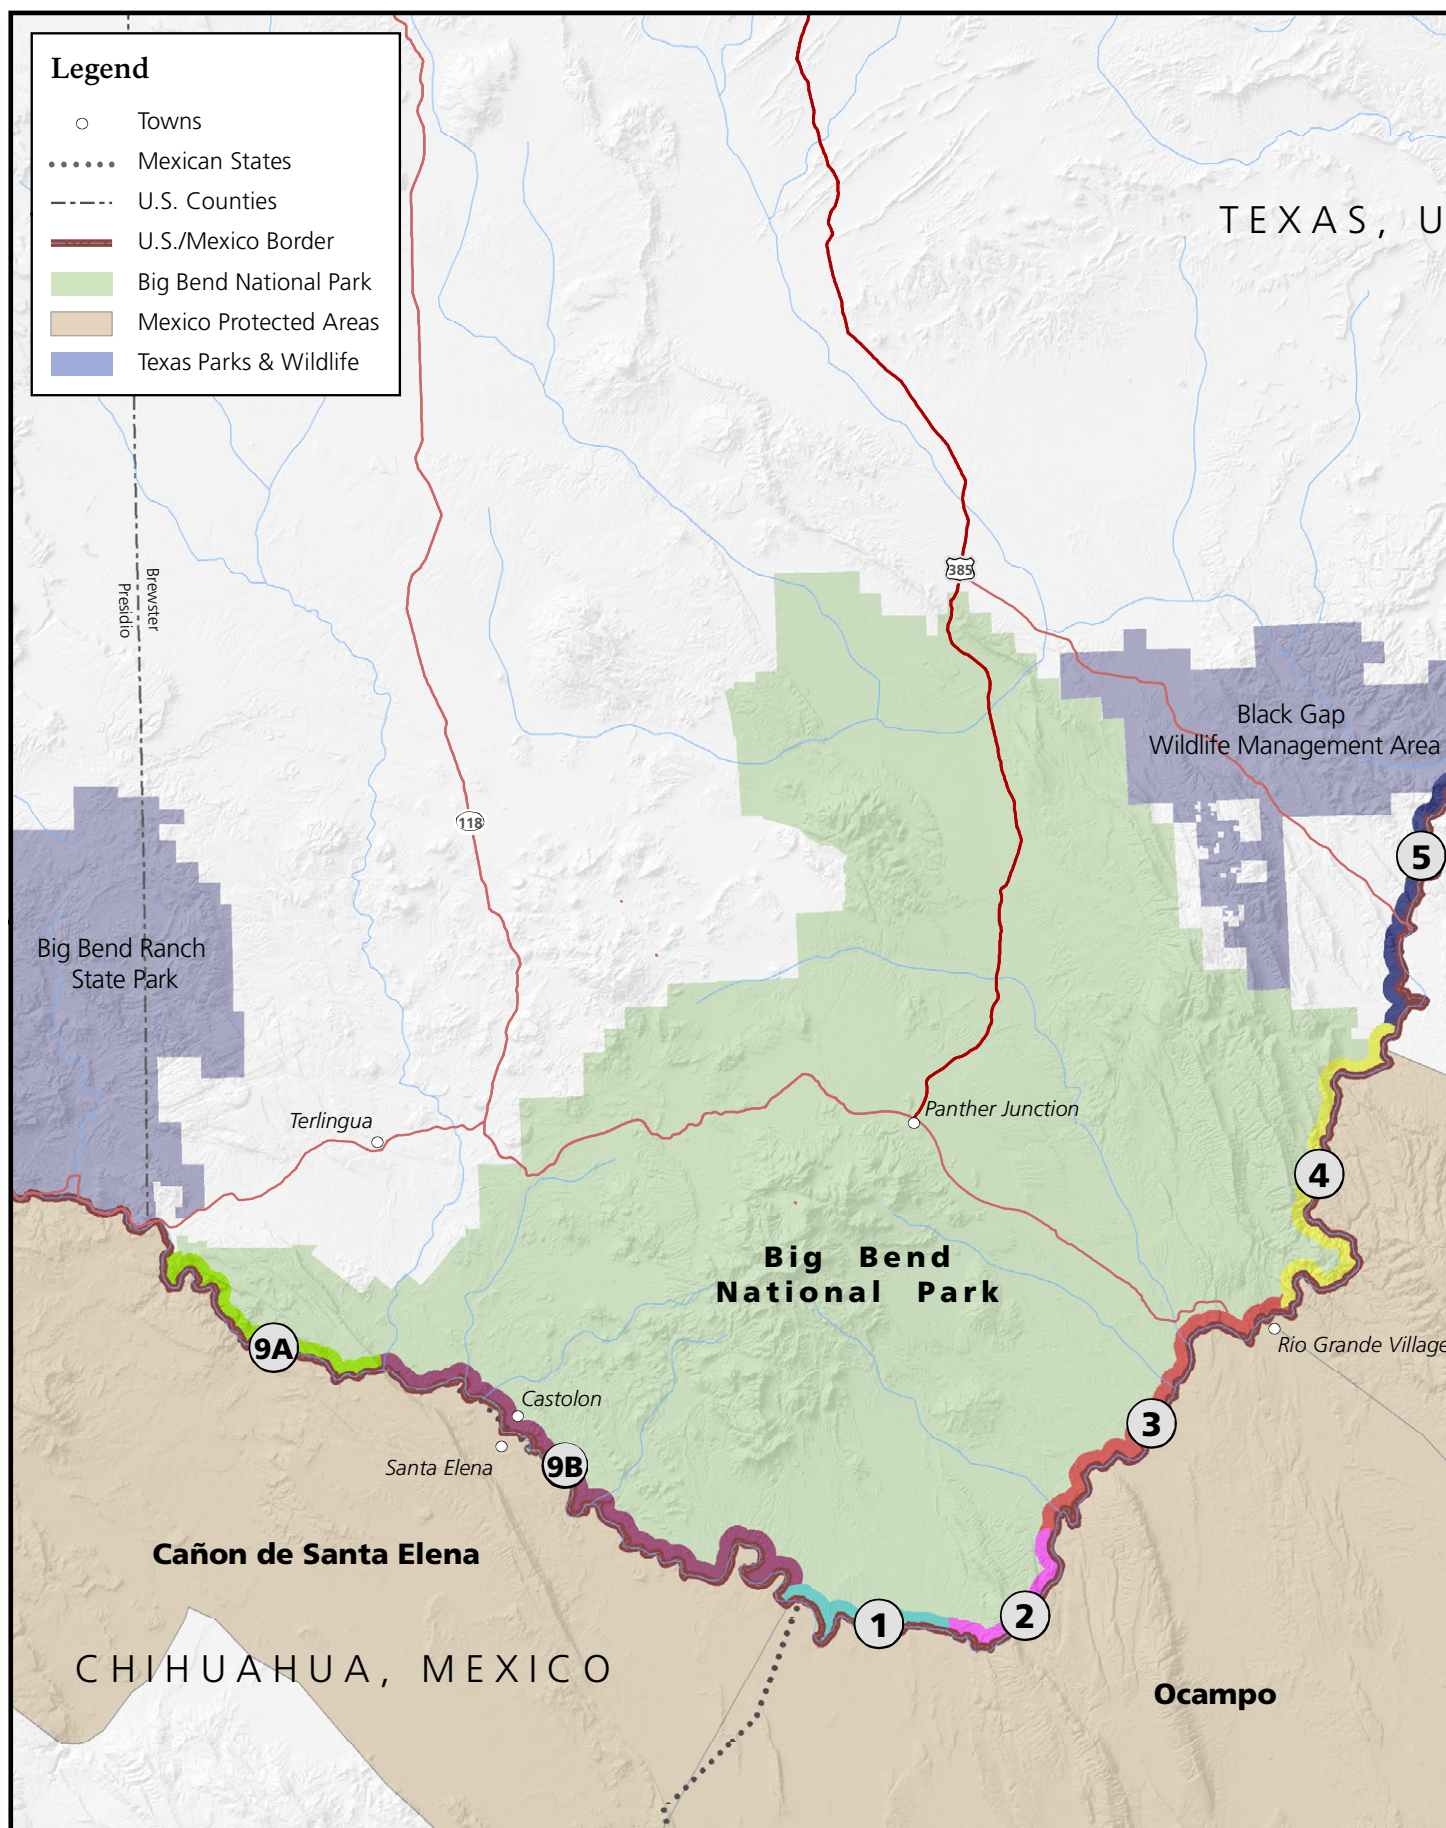 Legend
Towns
Mexican States
U.S. Counties
U.S./Mexico Border
Big Bend National Park
Mexico Protected Areas
Texas Parks & Wildlife
TEXAS, U
385
Brewster
Presidio
Black Gap
Wildlife Management Area
118
5
Big Bend Ranch
State Park
Terlingua
Panther Junction
4
Big Bend
National Park
9A
Rio Grande Village
Castolon
3
Santa Elena
9B
Cañon de Santa Elena
2
1
CHIHUAHUA, MEXICO
Ocampo